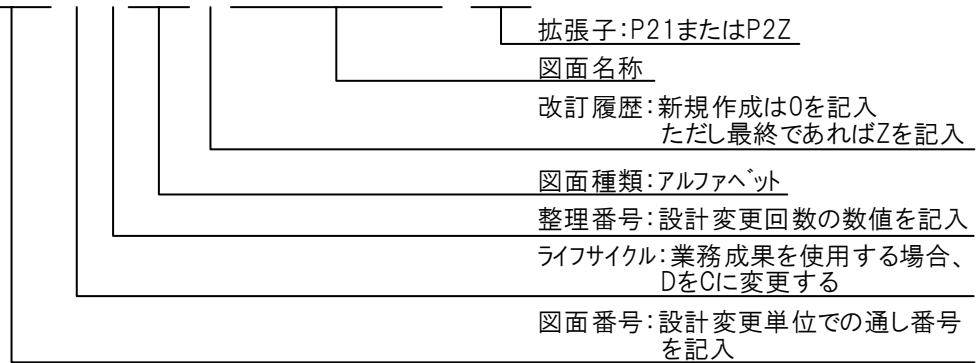 拡張子:P21またはP2Z
図面名称
改訂履歴:新規作成は0を記入
ただし最終であればZを記入
図面種類:アルファベット
整理番号:設計変更回数の数値を記入
ライフサイクル:業務成果を使用する場合、
DをCに変更する
図面番号:設計変更単位での通し番号
を記入